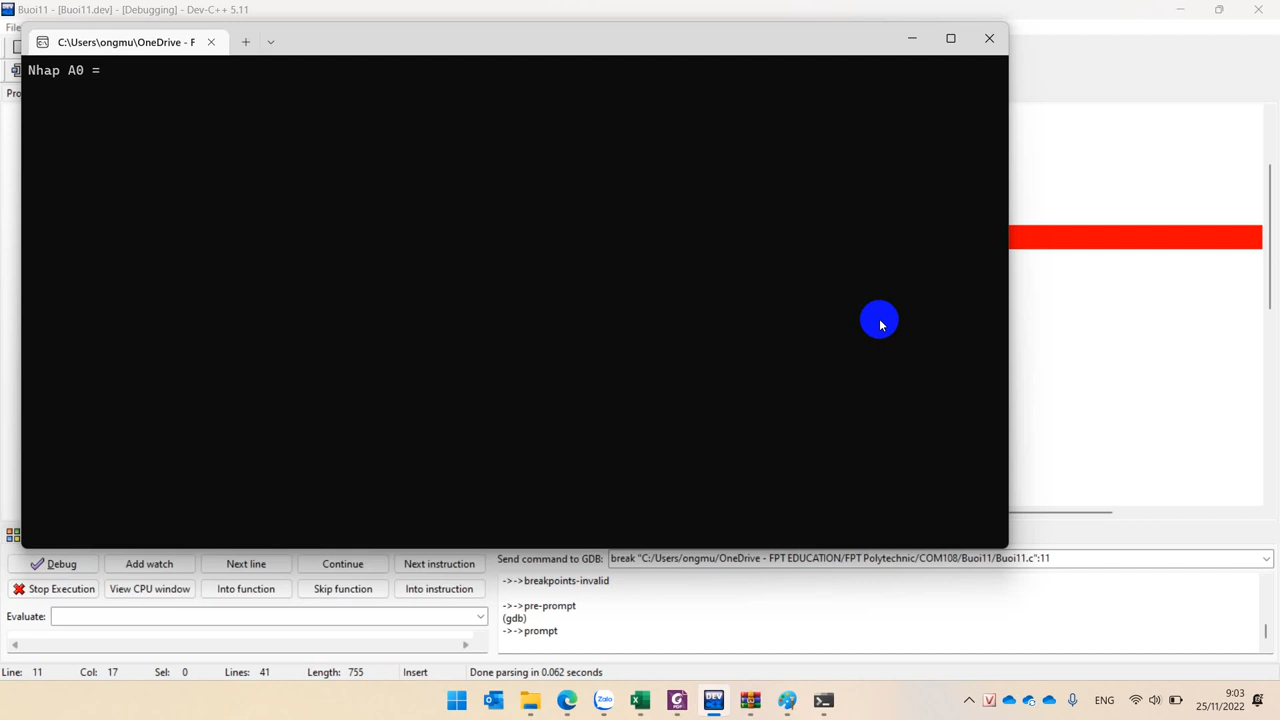 Buoi11 - [Buoi11.dev] - [Debugging] - Dev-C++ 5.11
File
C:\Users\ongmu\OneDrive - F
Nhap A0 =
Debug
Add watch
Next line
Continue
Next instruction
Send command to GDB:
break "C:/Users/ongmu/OneDrive - FPT EDUCATION/FPT Polytechnic/COM108/Buoi11/Buoi11.c":11
Stop Execution
View CPU window
Into function
Skip function
Into instruction
->->breakpoints-invalid
->->pre-prompt
(gdb)
->->prompt
Evaluate:
Line: 11
Col: 17
Sel: 0
Lines: 41
Length: 755
Insert
Done parsing in 0.062 seconds
Zalo
PDF
DEV
ENG
9:03
25/11/2022